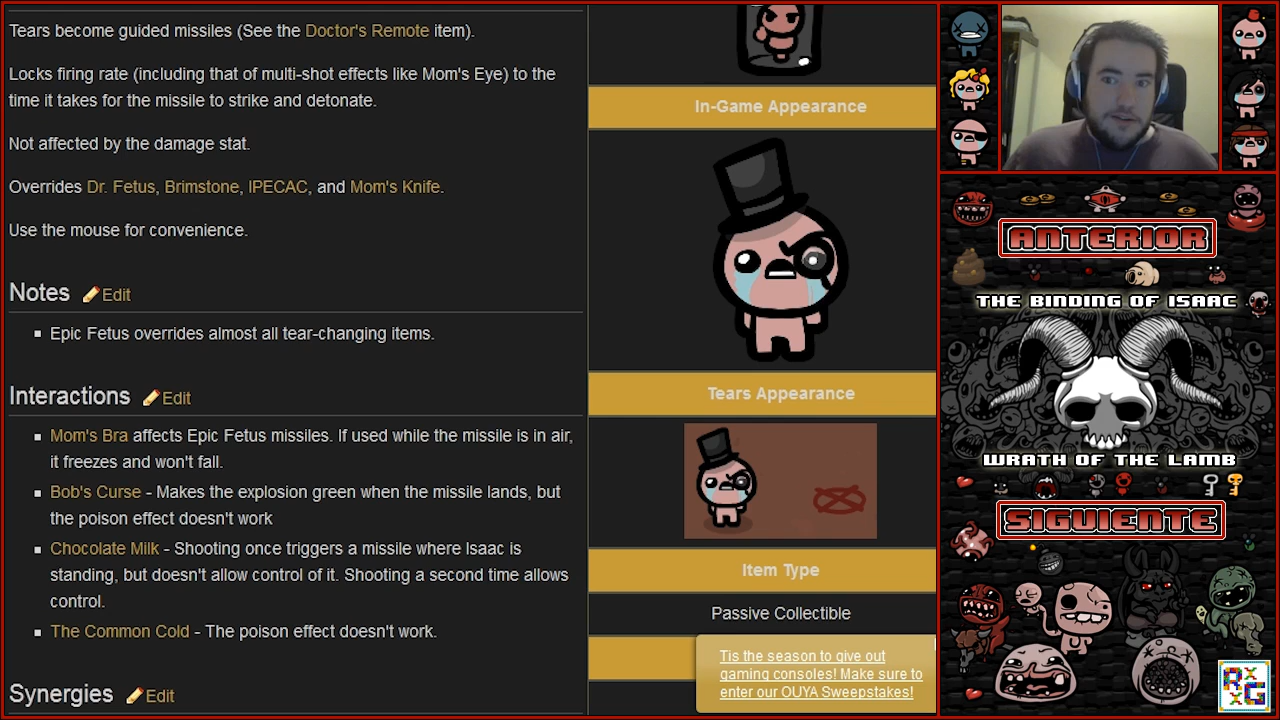 Tears become guided missiles (See the Doctor's Remote item).
Locks firing rate (including that of multi-shot effects like Mom's Eye) to the
time it takes for the missile to strike and detonate.
Not affected by the damage stat.
Overrides Dr. Fetus, Brimstone, IPECAC, and Mom's Knife.
Use the mouse for convenience.
Notes Edit
Epic Fetus overrides almost all tear-changing items.
Interactions Edit
Mom's Bra affects Epic Fetus missiles. If used while the missile is in air,
it freezes and won't fall.
Bob's Curse - Makes the explosion green when the missile lands, but
the poison effect doesn't work
Chocolate Milk - Shooting once triggers a missile where Isaac is
standing, but doesn't allow control of it. Shooting a second time allows
control.
The Common Cold - The poison effect doesn't work.
Synergies Edit
In-Game Appearance
Tears Appearance
Item Type
Passive Collectible
Tis the season to give out
gaming consoles! Make sure to
enter our OUYA Sweepstakes!
ANTERIOR
THE BINDING OF ISAAC
WRATH OF THE LAMB
SIGUIENTE
RxxG